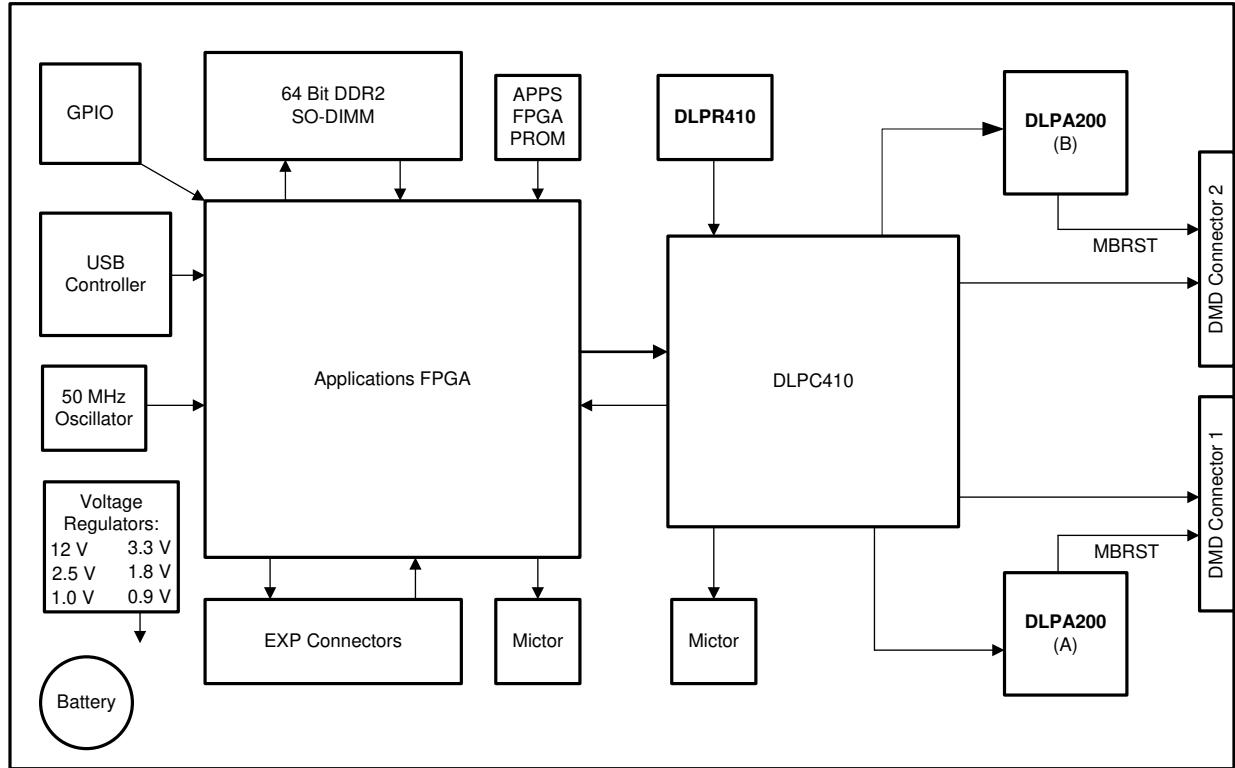 GPIO
64 Bit DDR2
SO-DIMM
APPS
FPGA
PROM
DLPR410
DLPA200
(B)
MBRST
DMD Connector 2
USB
Controller
50 MHz
Oscillator
Applications FPGA
DLPC410
DMD Connector 1
MBRST
DLPA200
(A)
Voltage
Regulators:
12 V 3.3 V
2.5 V 1.8 V
1.0 V 0.9 V
EXP Connectors
Mictor
Mictor
Battery